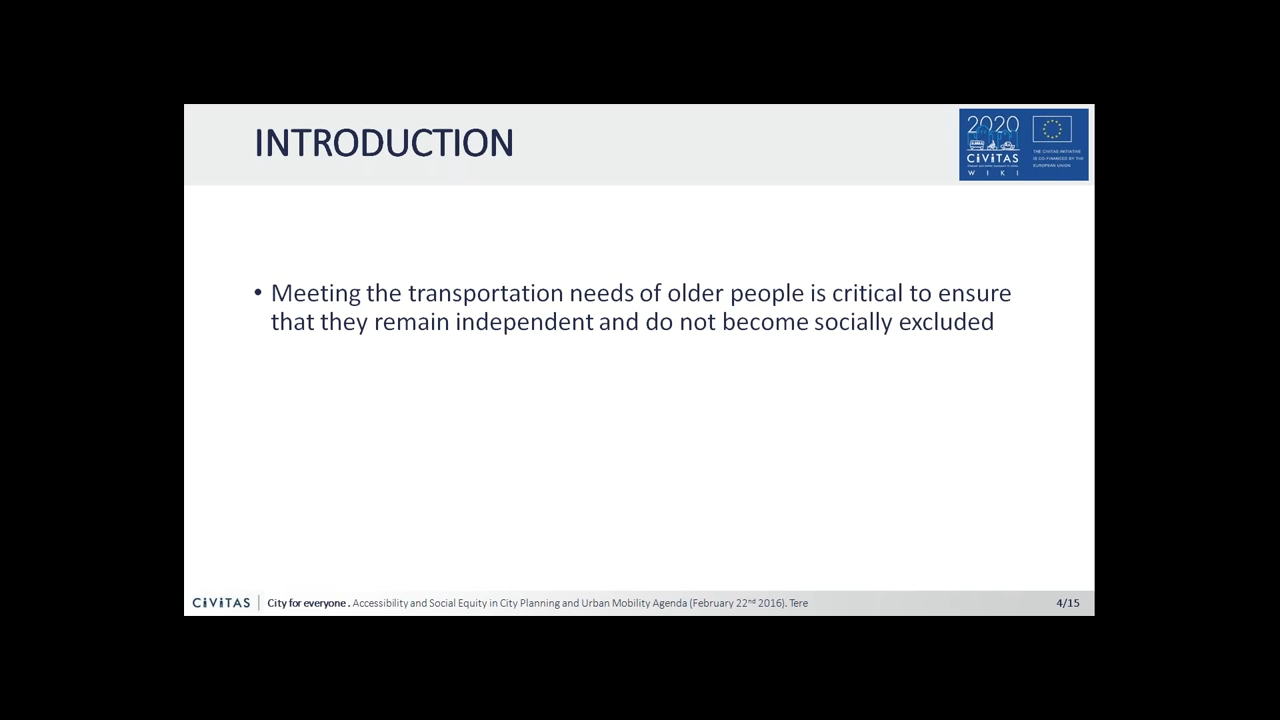 INTRODUCTION
2020
CiViTAS
WIKI
THE CIVITAS INITIATIVE
IS CO-FINANCED BY THE
EUROPEAN UNION
• Meeting the transportation needs of older people is critical to ensure
that they remain independent and do not become socially excluded
CiViTAS City for everyone . Accessibility and Social Equity in City Planning and Urban Mobility Agenda (February 22nd 2016). Tere 4/15